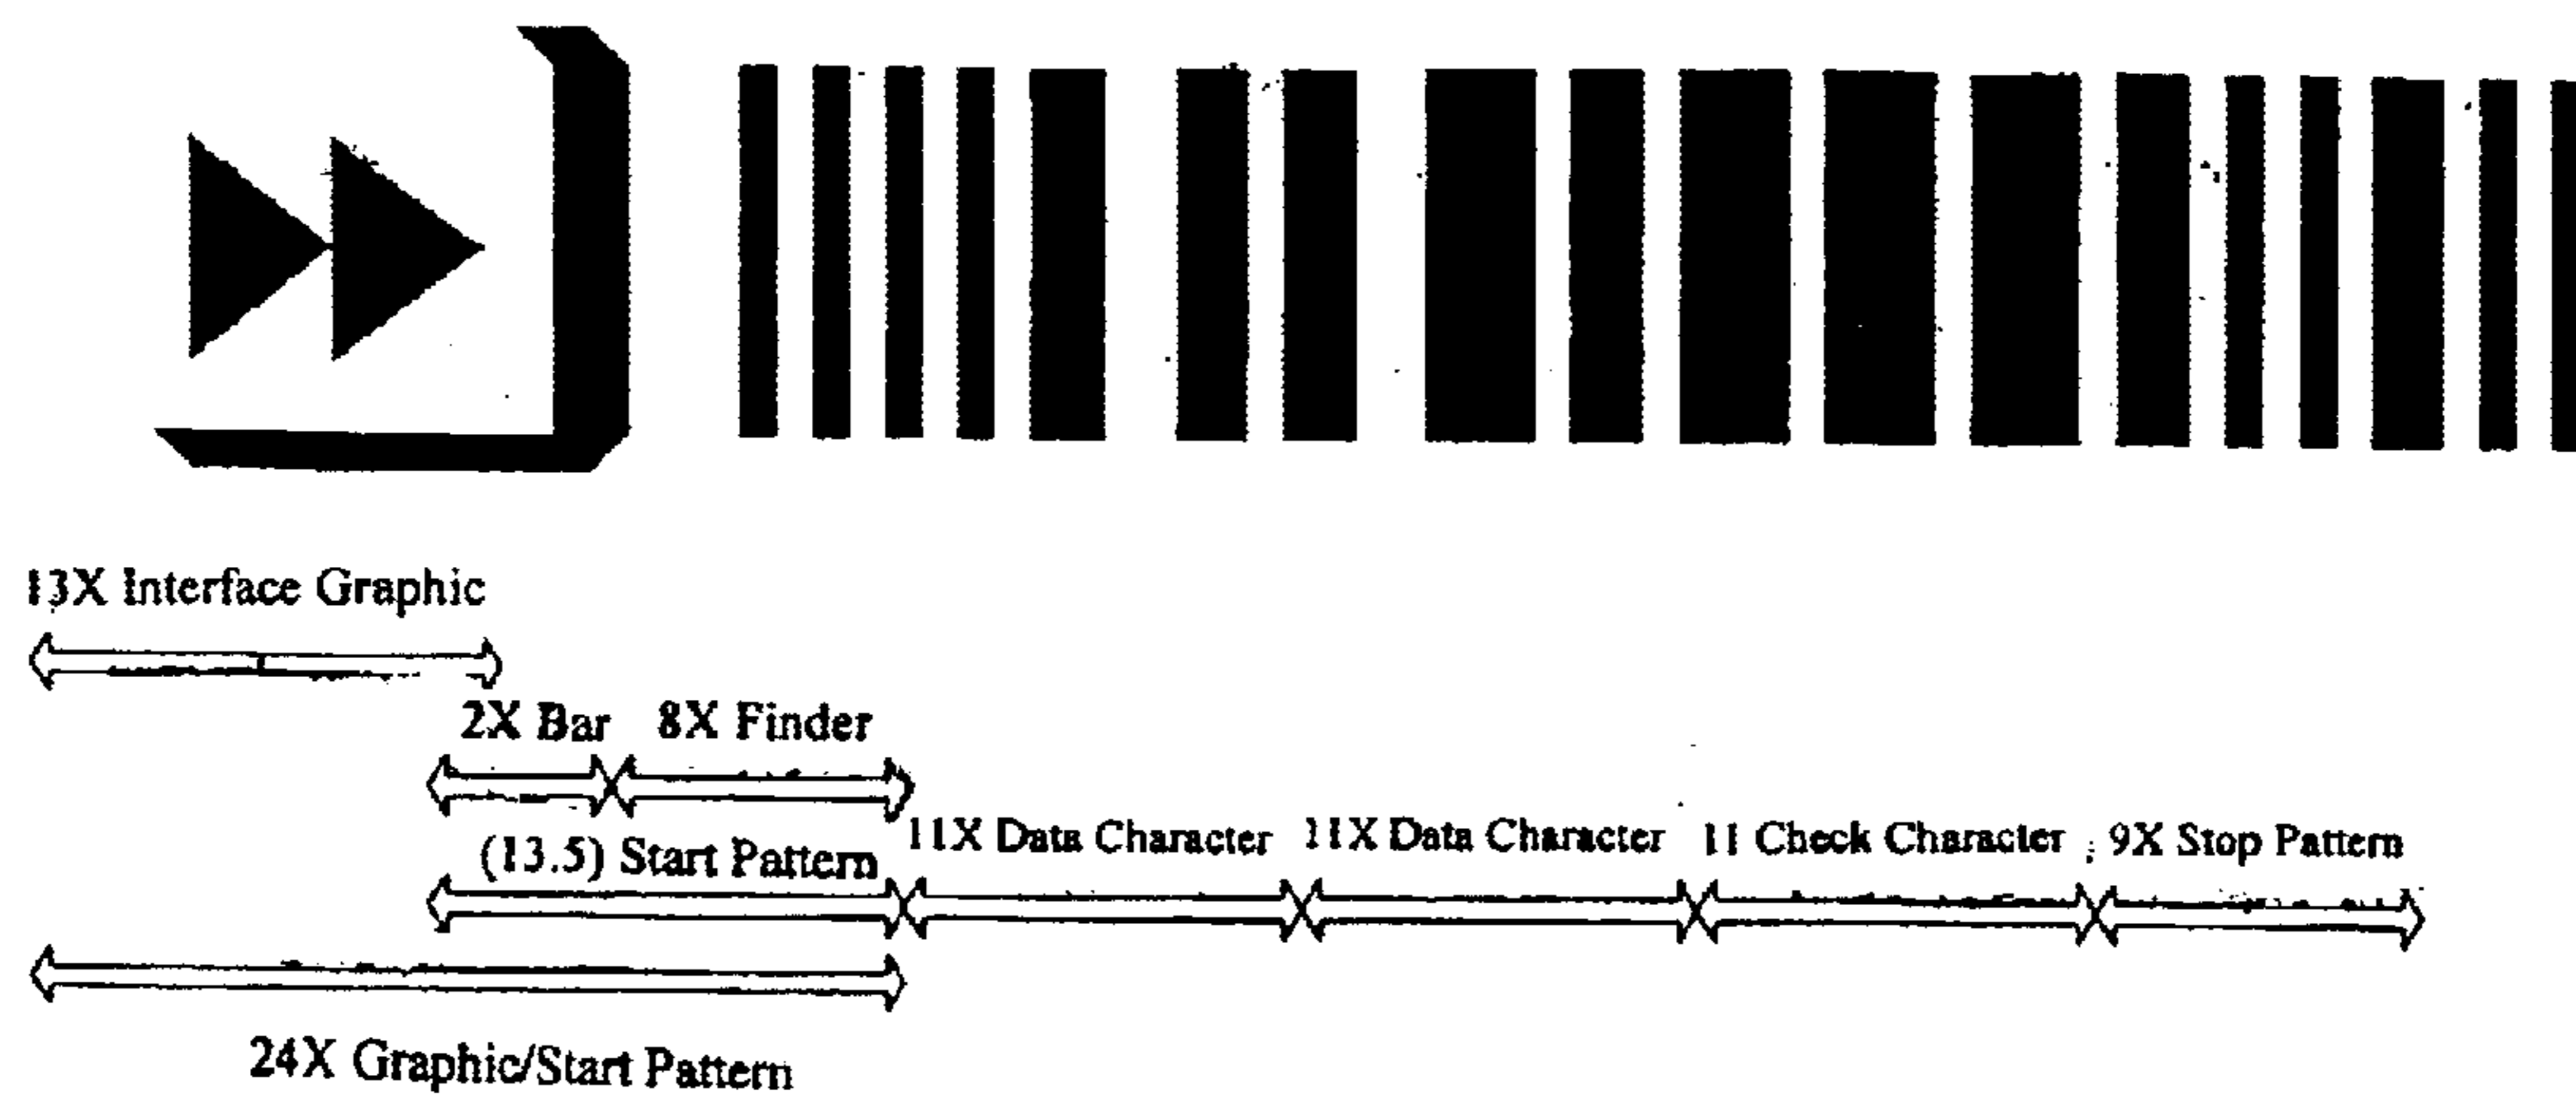 13X Interface Graphic
2X Bar 8X Finder
(13.5) Start Pattern 11X Data Character 11X Data Character 11 Check Character 9X Stop Pattern
24X Graphic/Start Pattern